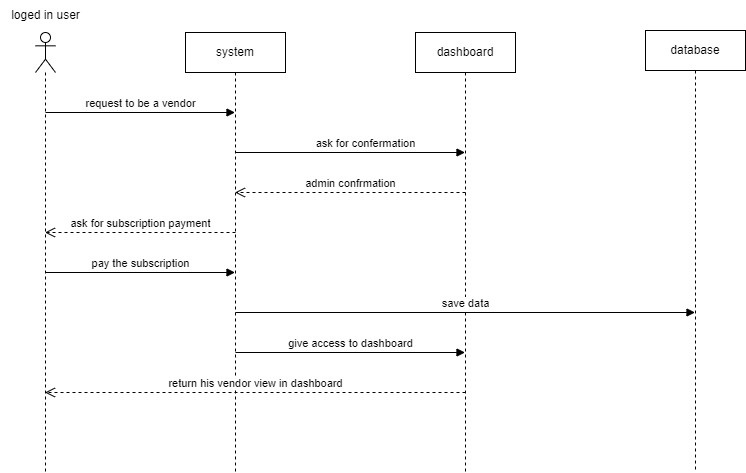 loged in user
system
dashboard
database
request to be a vendor
ask for confermation
admin confrmation
ask for subscription payment
pay the subscription
save data
give access to dashboard
return his vendor view in dashboard